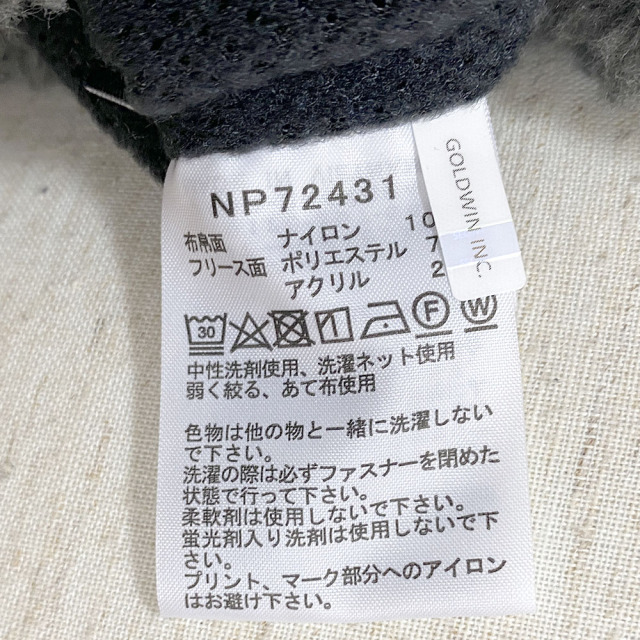 NP72431
GOLDWIN INC.
布帛面 ナイロン 10
フリース面 ポリエステル 7
アクリル 2
30 F W
中性洗剤使用、洗濯ネット使用
弱く絞る、あて布使用
色物は他の物と一緒に洗濯しない
で下さい。
洗濯の際は必ずファスナーを閉めた
状態で行って下さい。
柔軟剤は使用しないで下さい。
蛍光剤入り洗剤は使用しないで下
さい。
プリント、マーク部分へのアイロン
はお避け下さい。